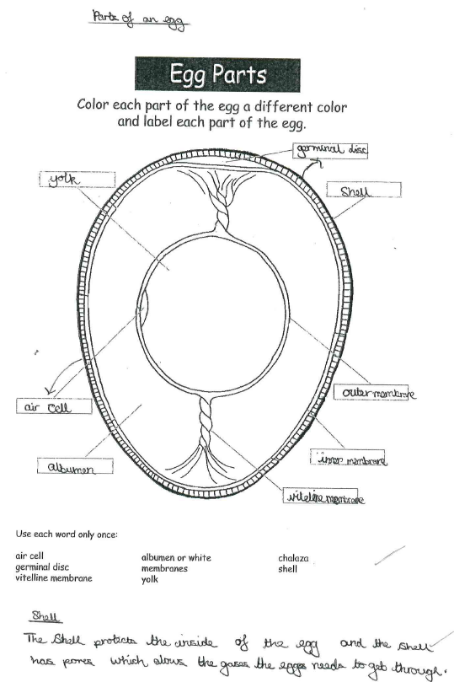 Parts of an egg
Egg Parts
Color each part of the egg a different color
and label each part of the egg.
germinal disc
yolk
Shell
outer membrane
air cell
inner membrane
albumen
viteline membrane
Use each word only once:
air cell albumen or white chalaza
germinal disc membranes shell
vitelline membrane yolk
Shell
The Shell protects the inside of the egg and the shell
has pores which alows the gases the eggs needs to get through.